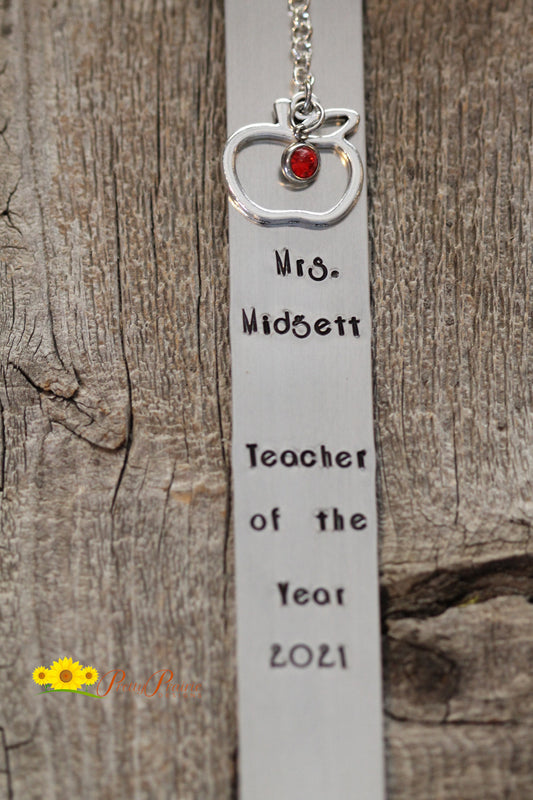 Mrs.
Midgett
Teacher
of the
Year
2021